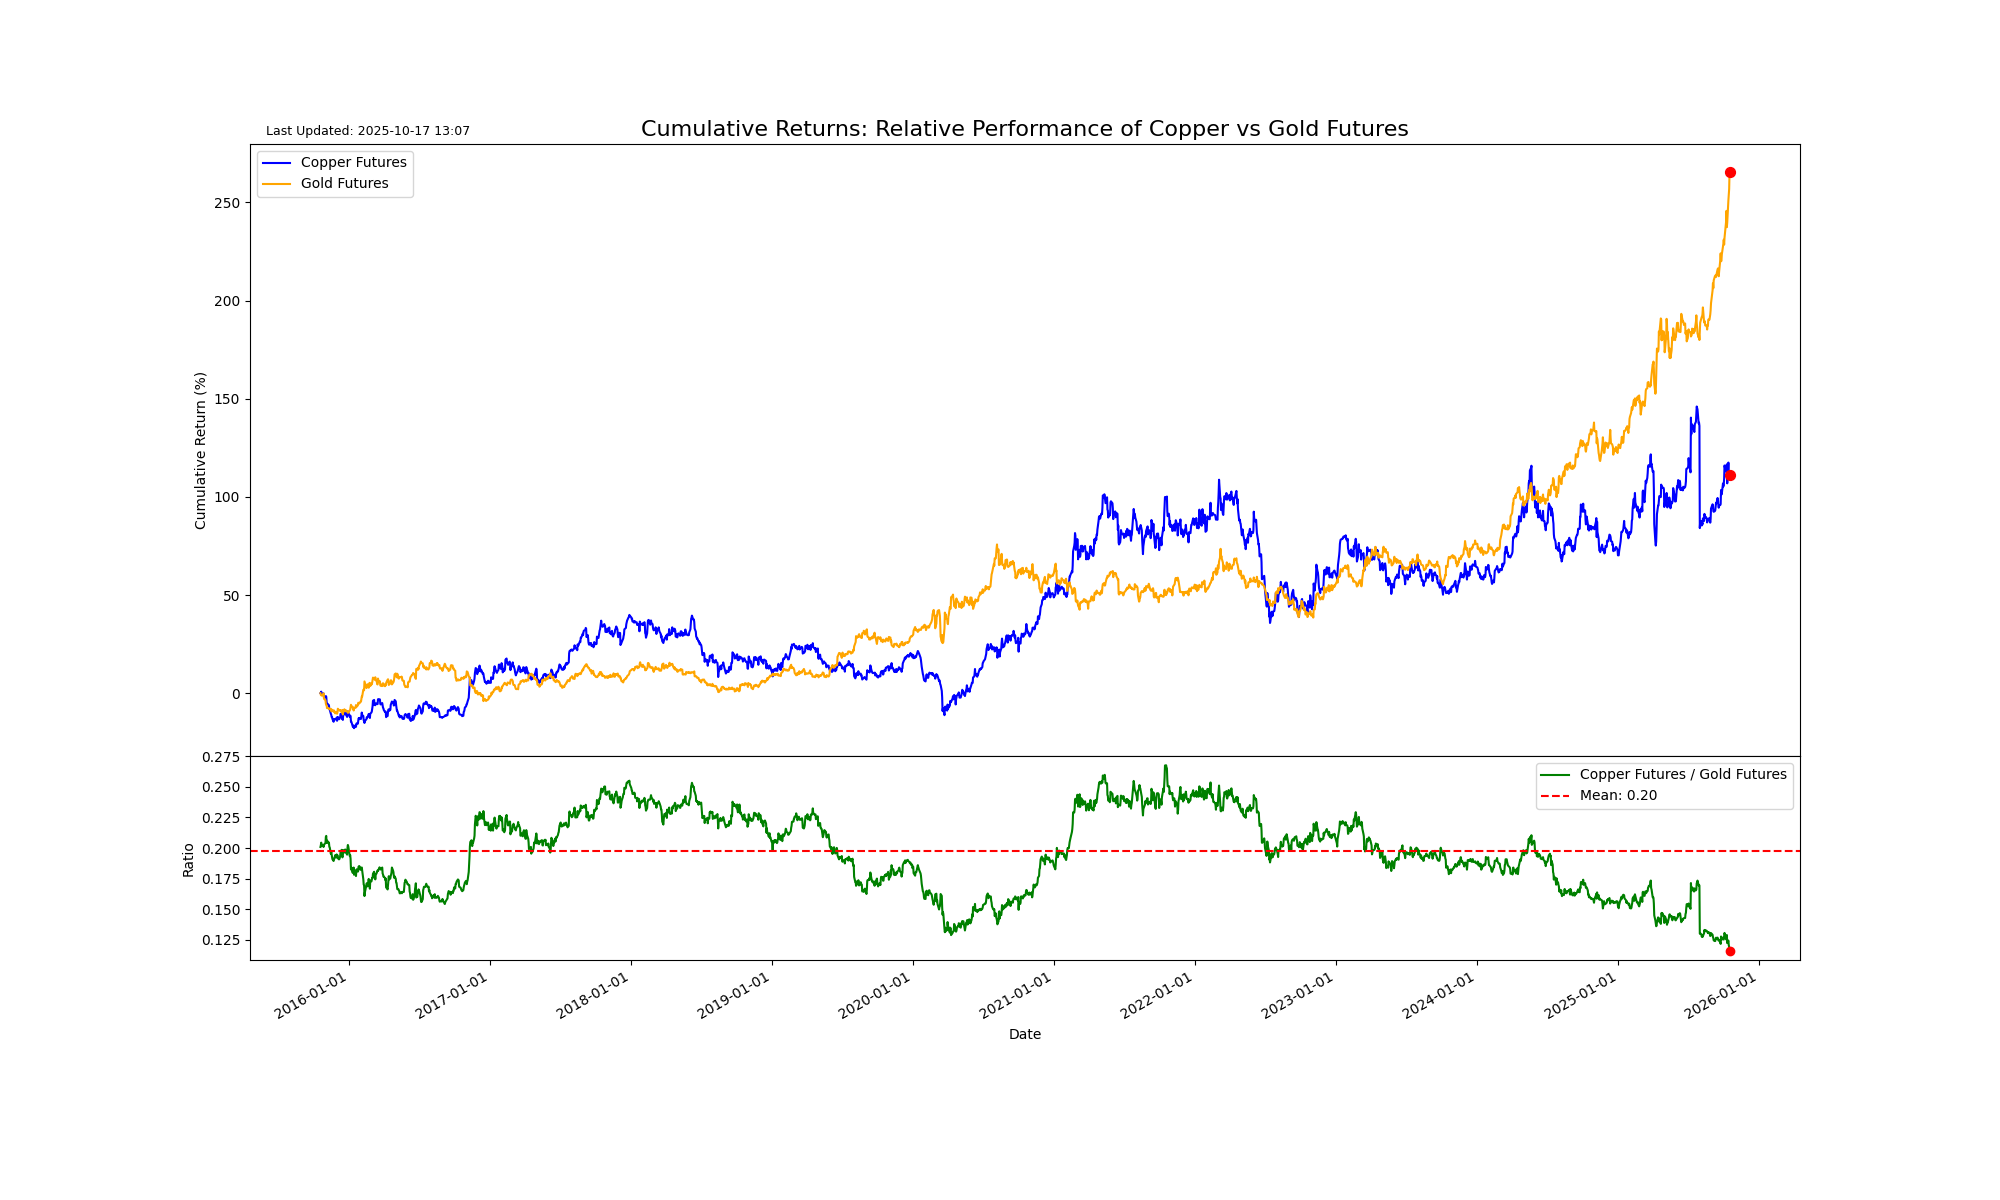 Last Updated: 2025-10-17 13:07
Cumulative Returns: Relative Performance of Copper vs Gold Futures
Copper Futures
Gold Futures
250
200
150
100
50
0
Cumulative Return (%)
0.275
0.250
0.225
0.200
0.175
0.150
0.125
Ratio
Copper Futures / Gold Futures
Mean: 0.20
2016-01-01
2017-01-01
2018-01-01
2019-01-01
2020-01-01
2021-01-01
2022-01-01
2023-01-01
2024-01-01
2025-01-01
2026-01-01
Date